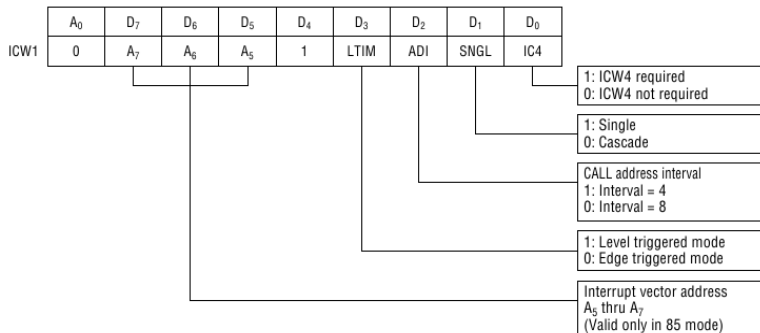 A₀ D₇ D₆ D₅ D₄ D₃ D₂ D₁ D₀
ICW1 0 A₇ A₆ A₅ 1 LTIM ADI SNGL IC4
1: ICW4 required
0: ICW4 not required
1: Single
0: Cascade
CALL address interval
1: Interval = 4
0: Interval = 8
1: Level triggered mode
0: Edge triggered mode
Interrupt vector address
A₅ thru A₇
(Valid only in 85 mode)